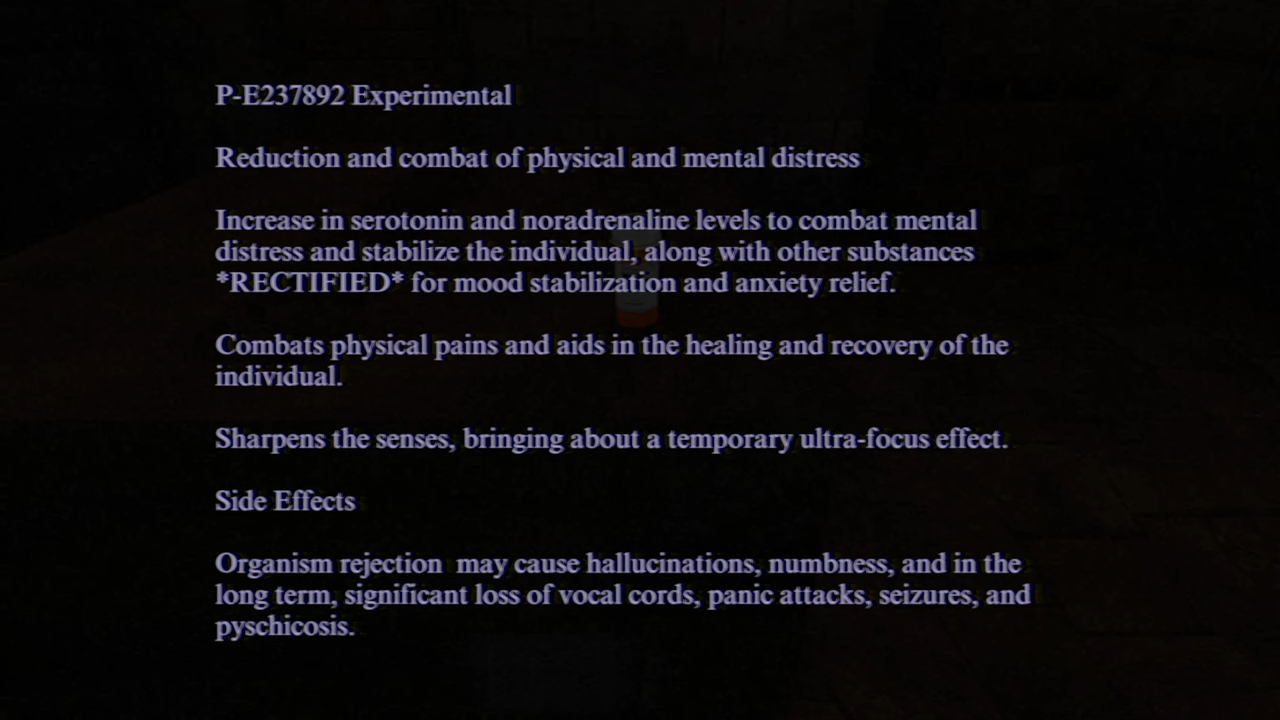 P-E237892 Experimental
Reduction and combat of physical and mental distress
Increase in serotonin and noradrenaline levels to combat mental
distress and stabilize the individual, along with other substances
*RECTIFIED* for mood stabilization and anxiety relief.
Combats physical pains and aids in the healing and recovery of the
individual.
Sharpens the senses, bringing about a temporary ultra-focus effect.
Side Effects
Organism rejection  may cause hallucinations, numbness, and in the
long term, significant loss of vocal cords, panic attacks, seizures, and
pyschicosis.